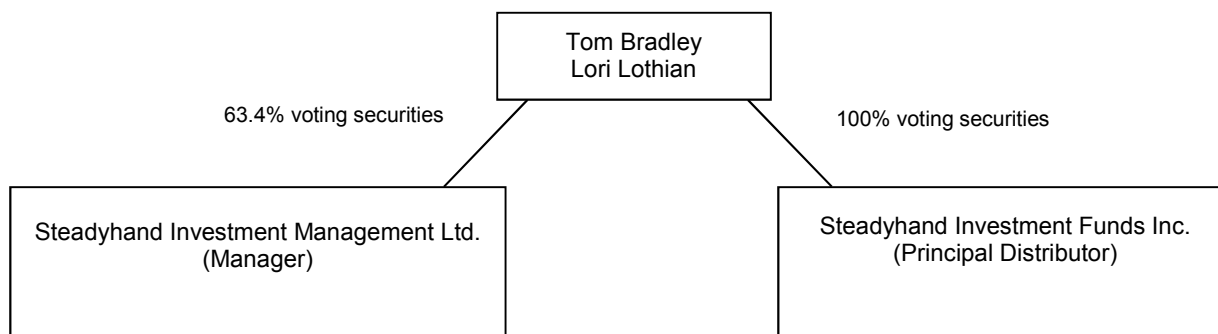 Tom Bradley
Lori Lothian
63.4% voting securities
100% voting securities
Steadyhand Investment Management Ltd.
(Manager)
Steadyhand Investment Funds Inc.
(Principal Distributor)